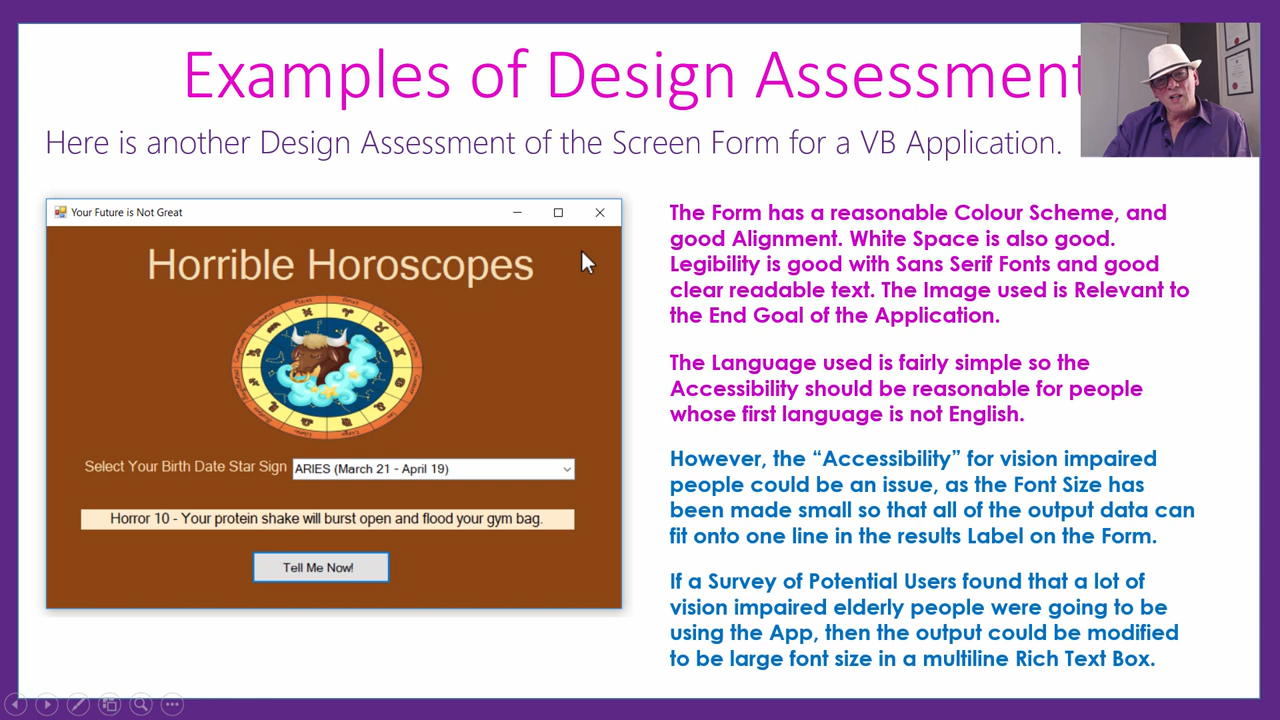 Examples of Design Assessment
Here is another Design Assessment of the Screen Form for a VB Application.
Your Future is Not Great
Horrible Horoscopes
Select Your Birth Date Star Sign
ARIES (March 21 - April 19)
Horror 10 - Your protein shake will burst open and flood your gym bag.
Tell Me Now!
The Form has a reasonable Colour Scheme, and
good Alignment. White Space is also good.
Legibility is good with Sans Serif Fonts and good
clear readable text. The Image used is Relevant to
the End Goal of the Application.
The Language used is fairly simple so the
Accessibility should be reasonable for people
whose first language is not English.
However, the “Accessibility” for vision impaired
people could be an issue, as the Font Size has
been made small so that all of the output data can
fit onto one line in the results Label on the Form.
If a Survey of Potential Users found that a lot of
vision impaired elderly people were going to be
using the App, then the output could be modified
to be large font size in a multiline Rich Text Box.